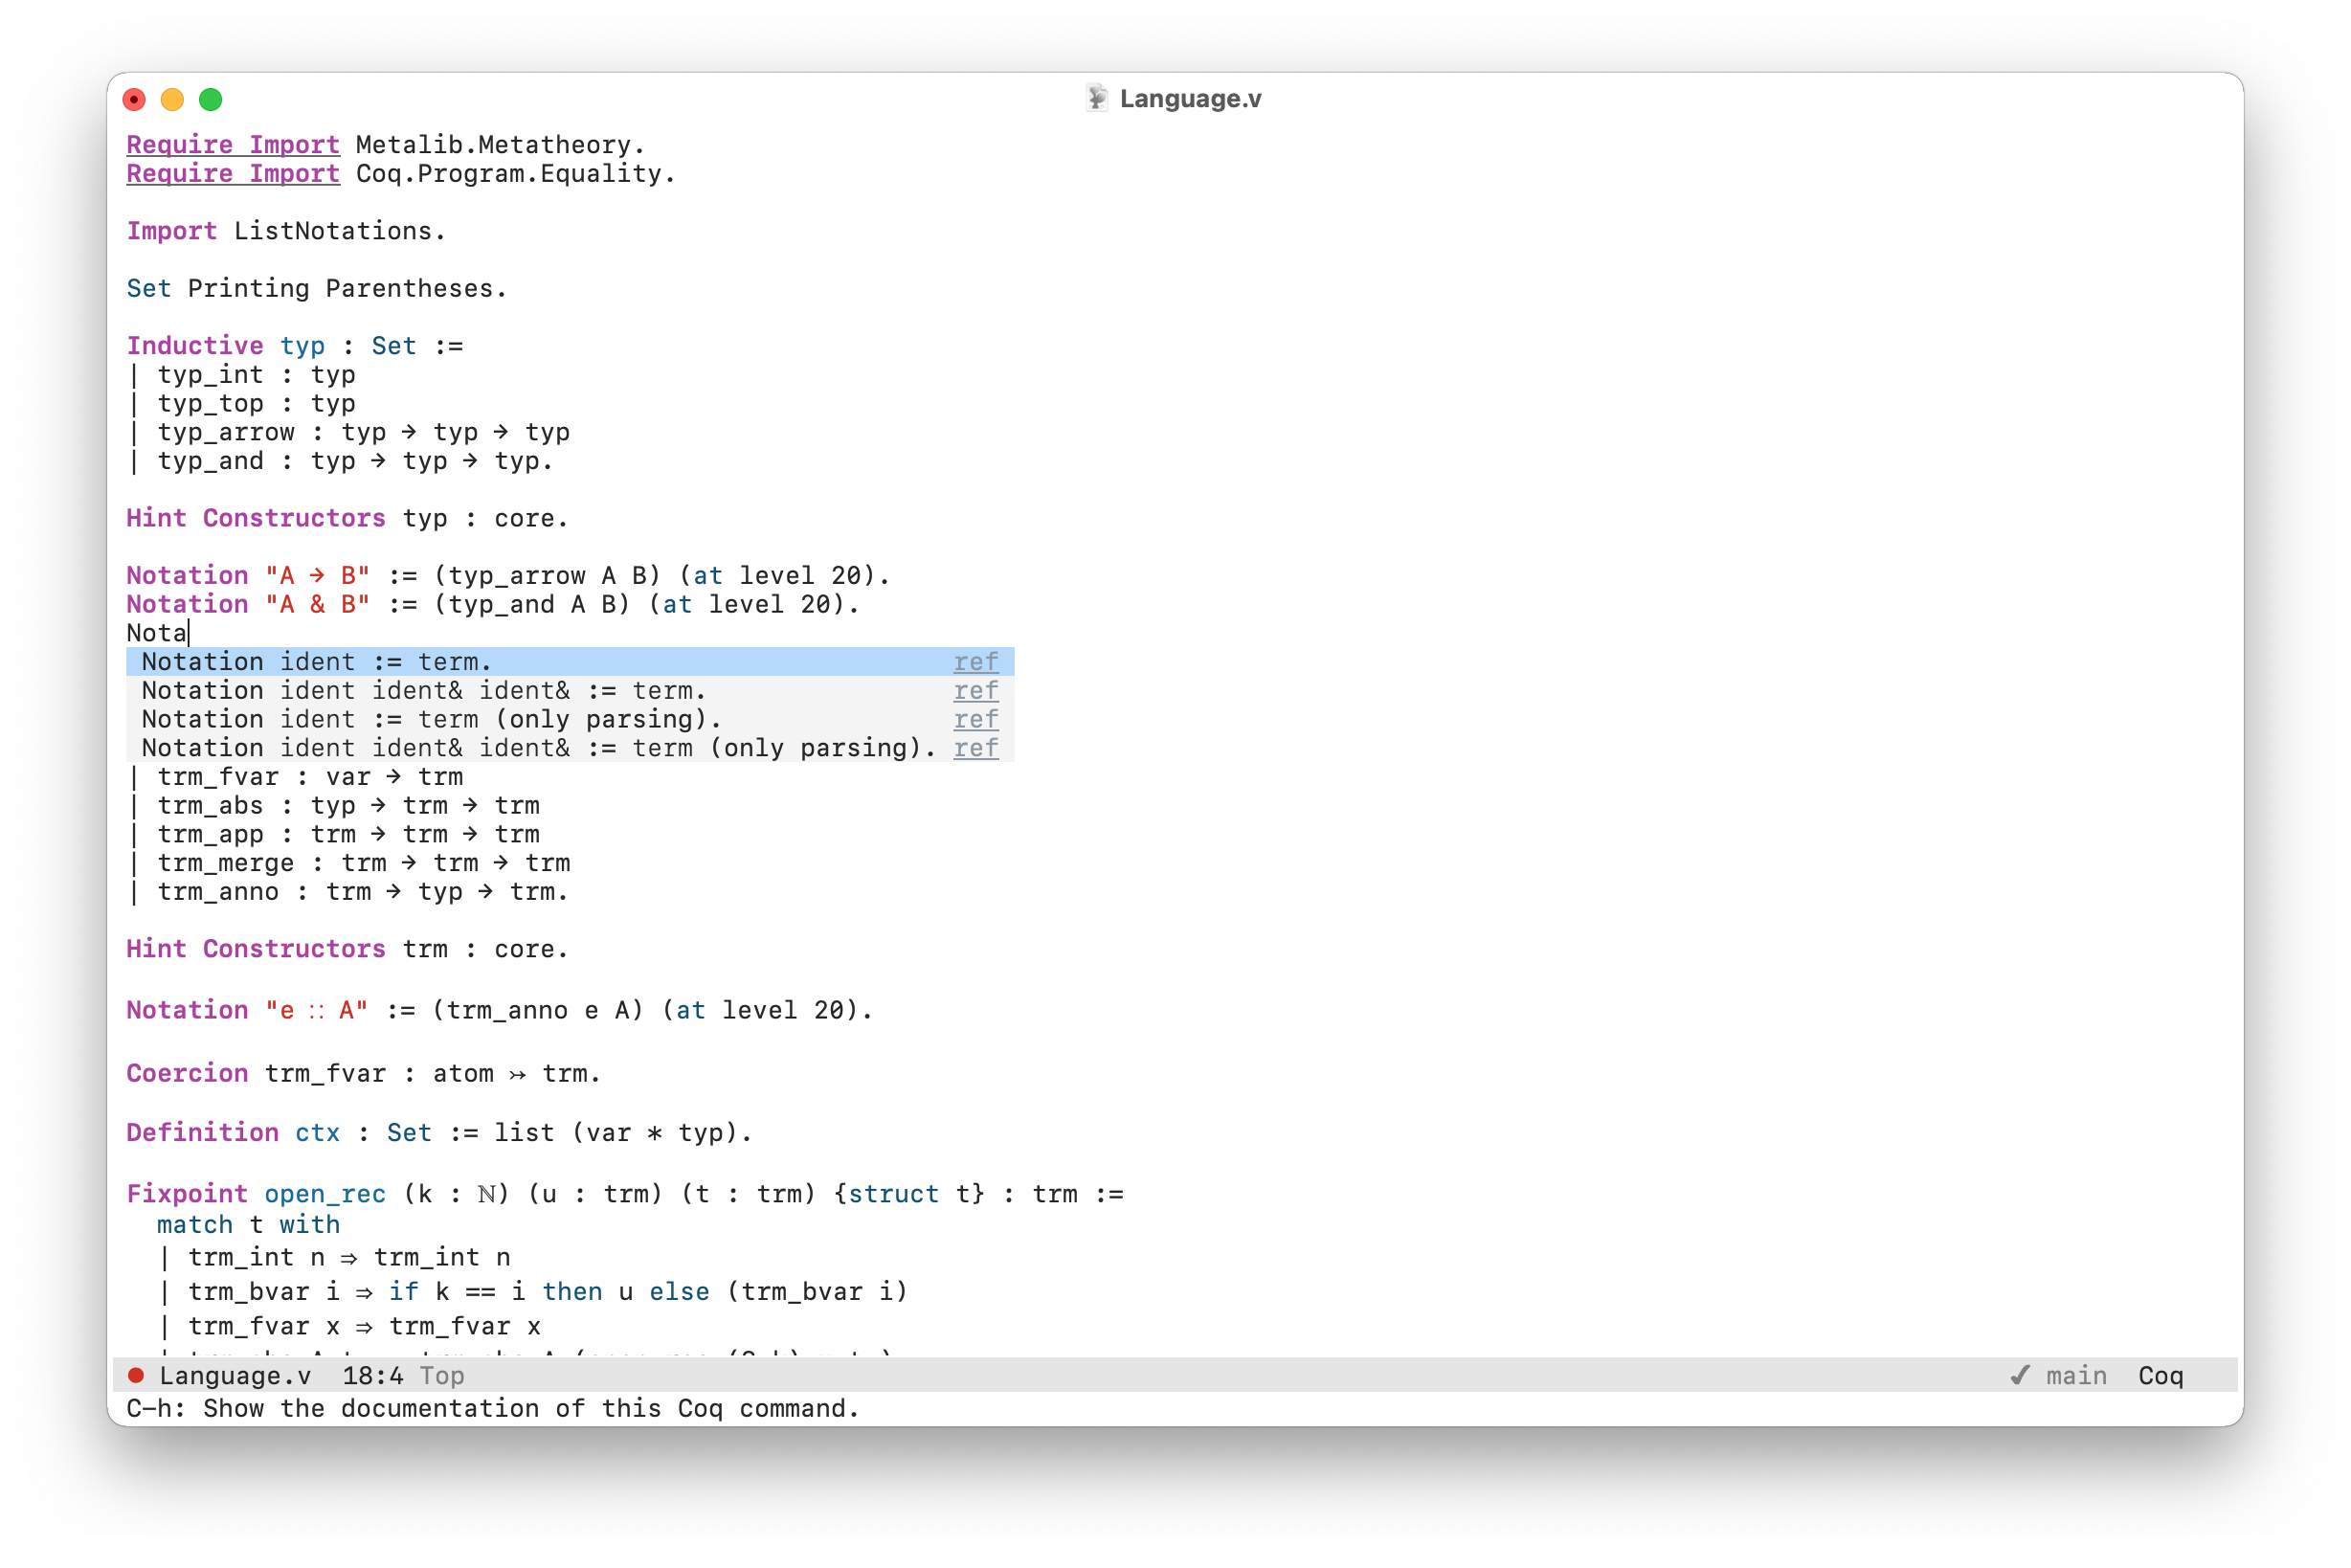 Language.v
Require Import Metalib.Metatheory.
Require Import Coq.Program.Equality.
Import ListNotations.
Set Printing Parentheses.
Inductive typ : Set :=
| typ_int : typ
| typ_top : typ
| typ_arrow : typ → typ → typ
| typ_and : typ → typ → typ.
Hint Constructors typ : core.
Notation "A → B" := (typ_arrow A B) (at level 20).
Notation "A & B" := (typ_and A B) (at level 20).
Nota
Notation ident := term. ref
Notation ident ident& ident& := term. ref
Notation ident := term (only parsing). ref
Notation ident ident& ident& := term (only parsing). ref
| trm_fvar : var → trm
| trm_abs : typ → trm → trm
| trm_app : trm → trm → trm
| trm_merge : trm → trm → trm
| trm_anno : trm → typ → trm.
Hint Constructors trm : core.
Notation "e ∷ A" := (trm_anno e A) (at level 20).
Coercion trm_fvar : atom ↣ trm.
Definition ctx : Set := list (var * typ).
Fixpoint open_rec (k : ℕ) (u : trm) (t : trm) {struct t} : trm :=
match t with
| trm_int n ⇒ trm_int n
| trm_bvar i ⇒ if k == i then u else (trm_bvar i)
| trm_fvar x ⇒ trm_fvar x
Language.v 18:4 Top ✔ main Coq
C-h: Show the documentation of this Coq command.